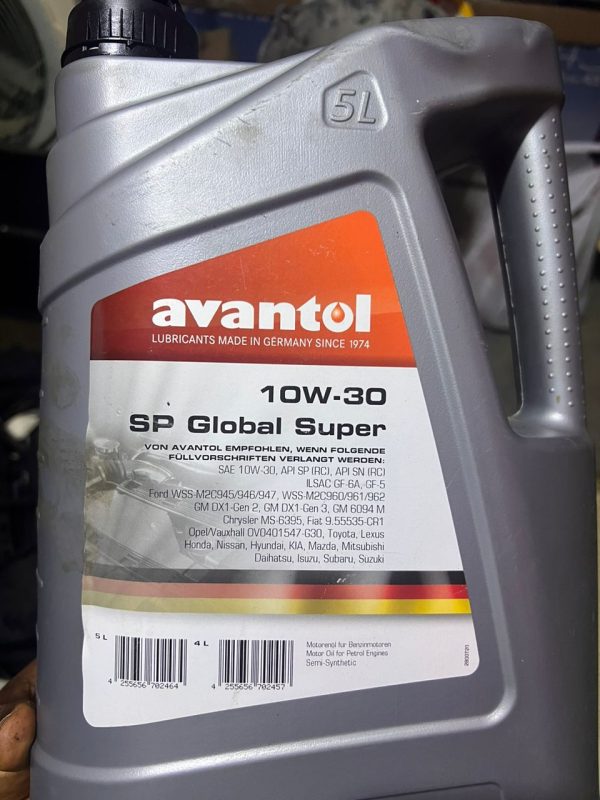 5L
avantol
LUBRICANTS MADE IN GERMANY SINCE 1974
10W-30
SP Global Super
VON AVANTOL EMPFOHLEN, WENN FOLGENDE
FÜLLVORSCHRIFTEN VERLANGT WERDEN:
SAE 10W-30, API SP (RC), API SN (RC)
ILSAC GF-6A, GF-5
Ford WSS-M2C945/946/947, WSS-M2C960/961/962
GM DX1-Gen 2, GM DX1-Gen 3, GM 6094 M
Chrysler MS-6395, Fiat 9.55535-CR1
Opel/Vauxhall OV0401547-G30, Toyota, Lexus
Honda, Nissan, Hyundai, KIA, Mazda, Mitsubishi
Daihatsu, Isuzu, Subaru, Suzuki
5 L
4 255656 702464
4 L
4 255656 702457
Motorenöl für Benzinmotoren
Motor Oil for Petrol Engines
Semi-Synthetic